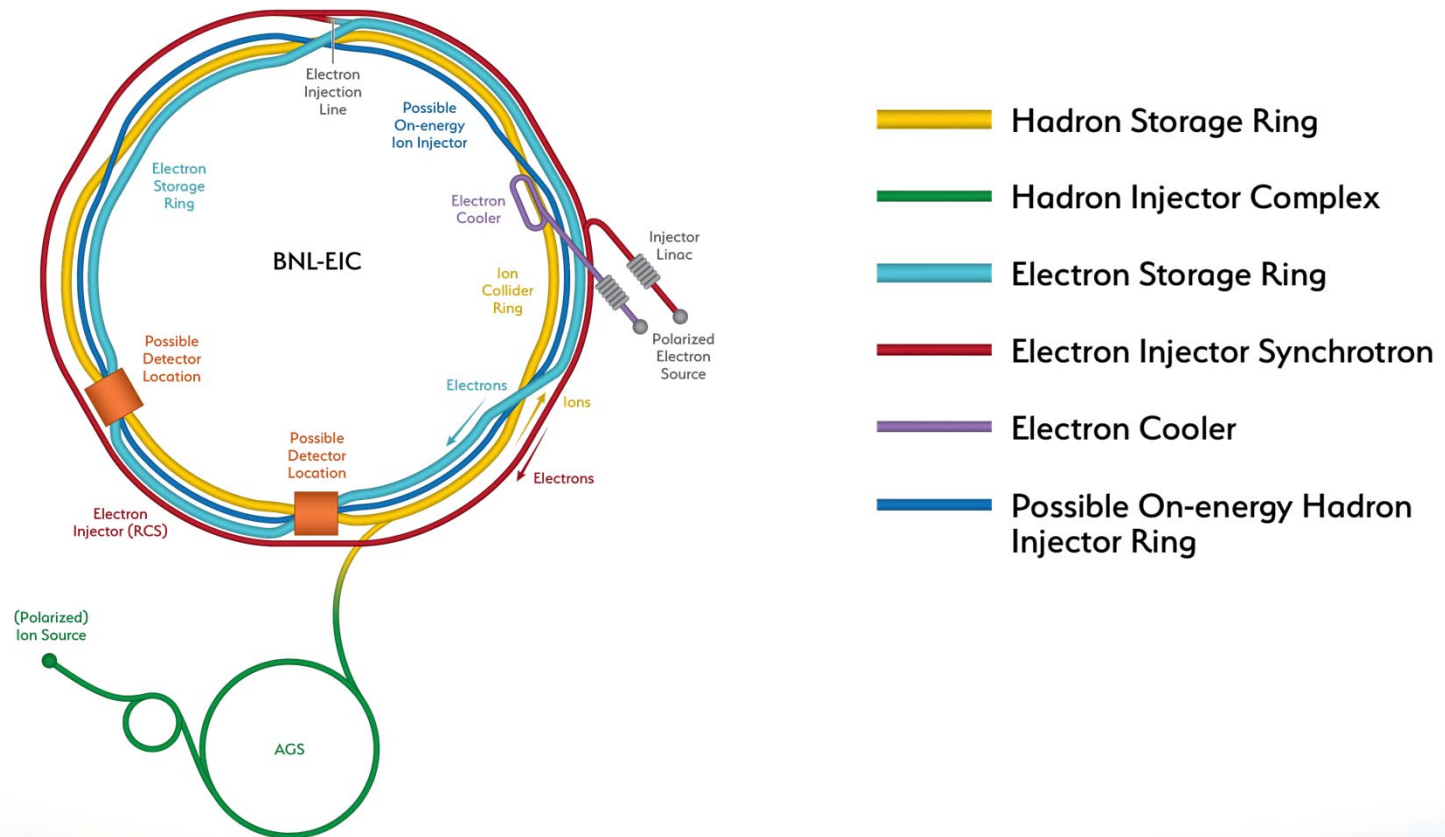 Electron
Injection
Line
Possible
On-energy
Ion Injector
Electron
Storage
Ring
Electron
Cooler
Injector
Linac
BNL-EIC
Ion
Collider
Ring
Polarized
Electron
Source
Possible
Detector
Location
Electrons
Ions
Possible
Detector
Location
Electrons
Electron
Injector (RCS)
(Polarized)
Ion Source
AGS
Hadron Storage Ring
Hadron Injector Complex
Electron Storage Ring
Electron Injector Synchrotron
Electron Cooler
Possible On-energy Hadron
Injector Ring